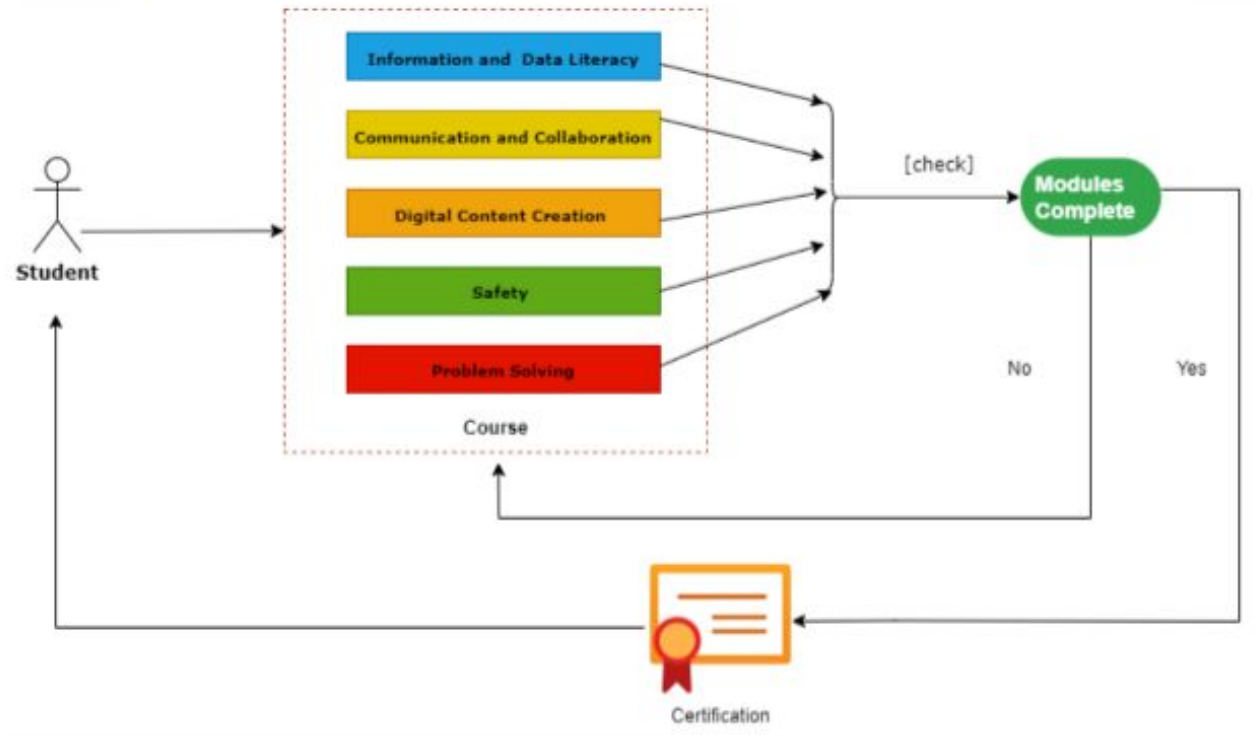 Information and Data Literacy
Communication and Collaboration
Digital Content Creation
Safety
Problem Solving
Course
Student
[check]
Modules
Complete
No
Yes
Certification